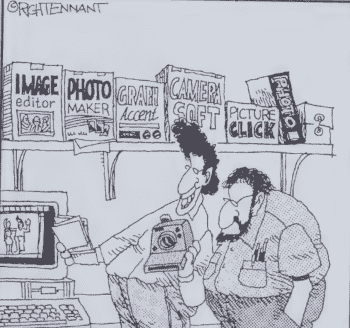 ©RICHTENNANT
IMAGE
editor
PHOTO
MAKER
GRAPH
Accent
CAMERA
SOFT
PICTURE
CLICK
PHOTO